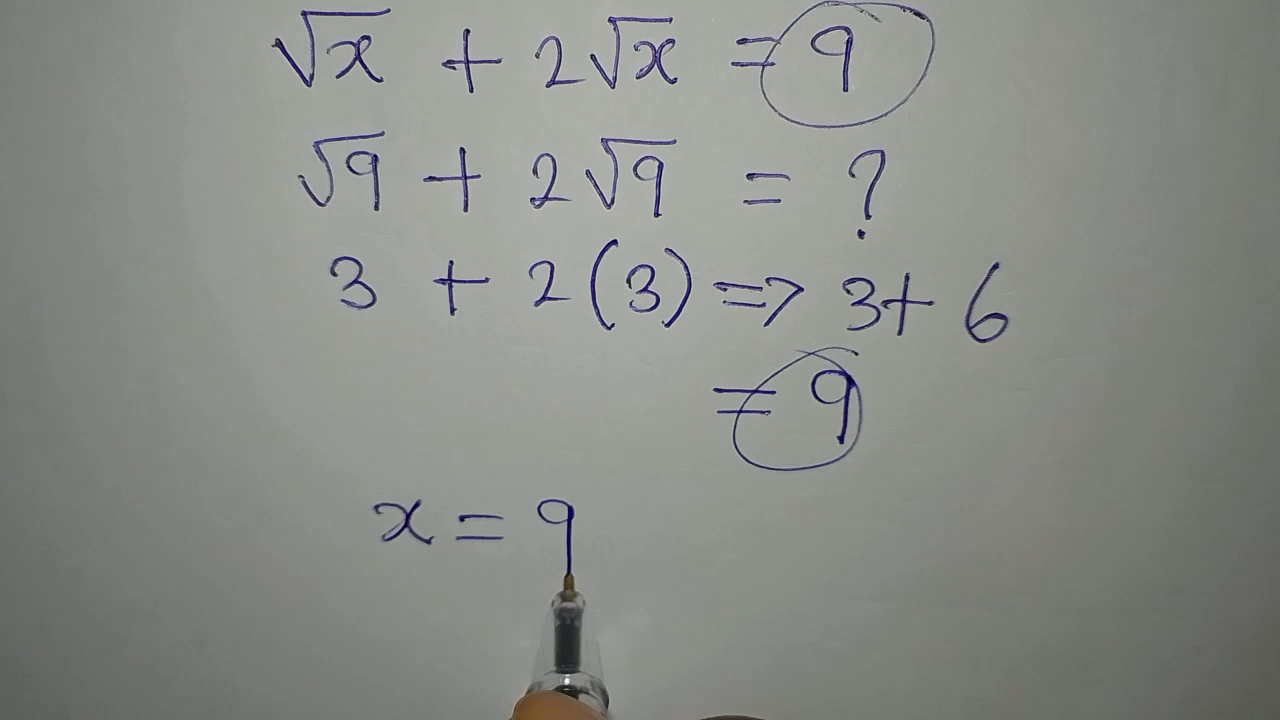 √x + 2√x = 9
√9 + 2√9 = ?
3 + 2(3) => 3+ 6
= 9
x = 9